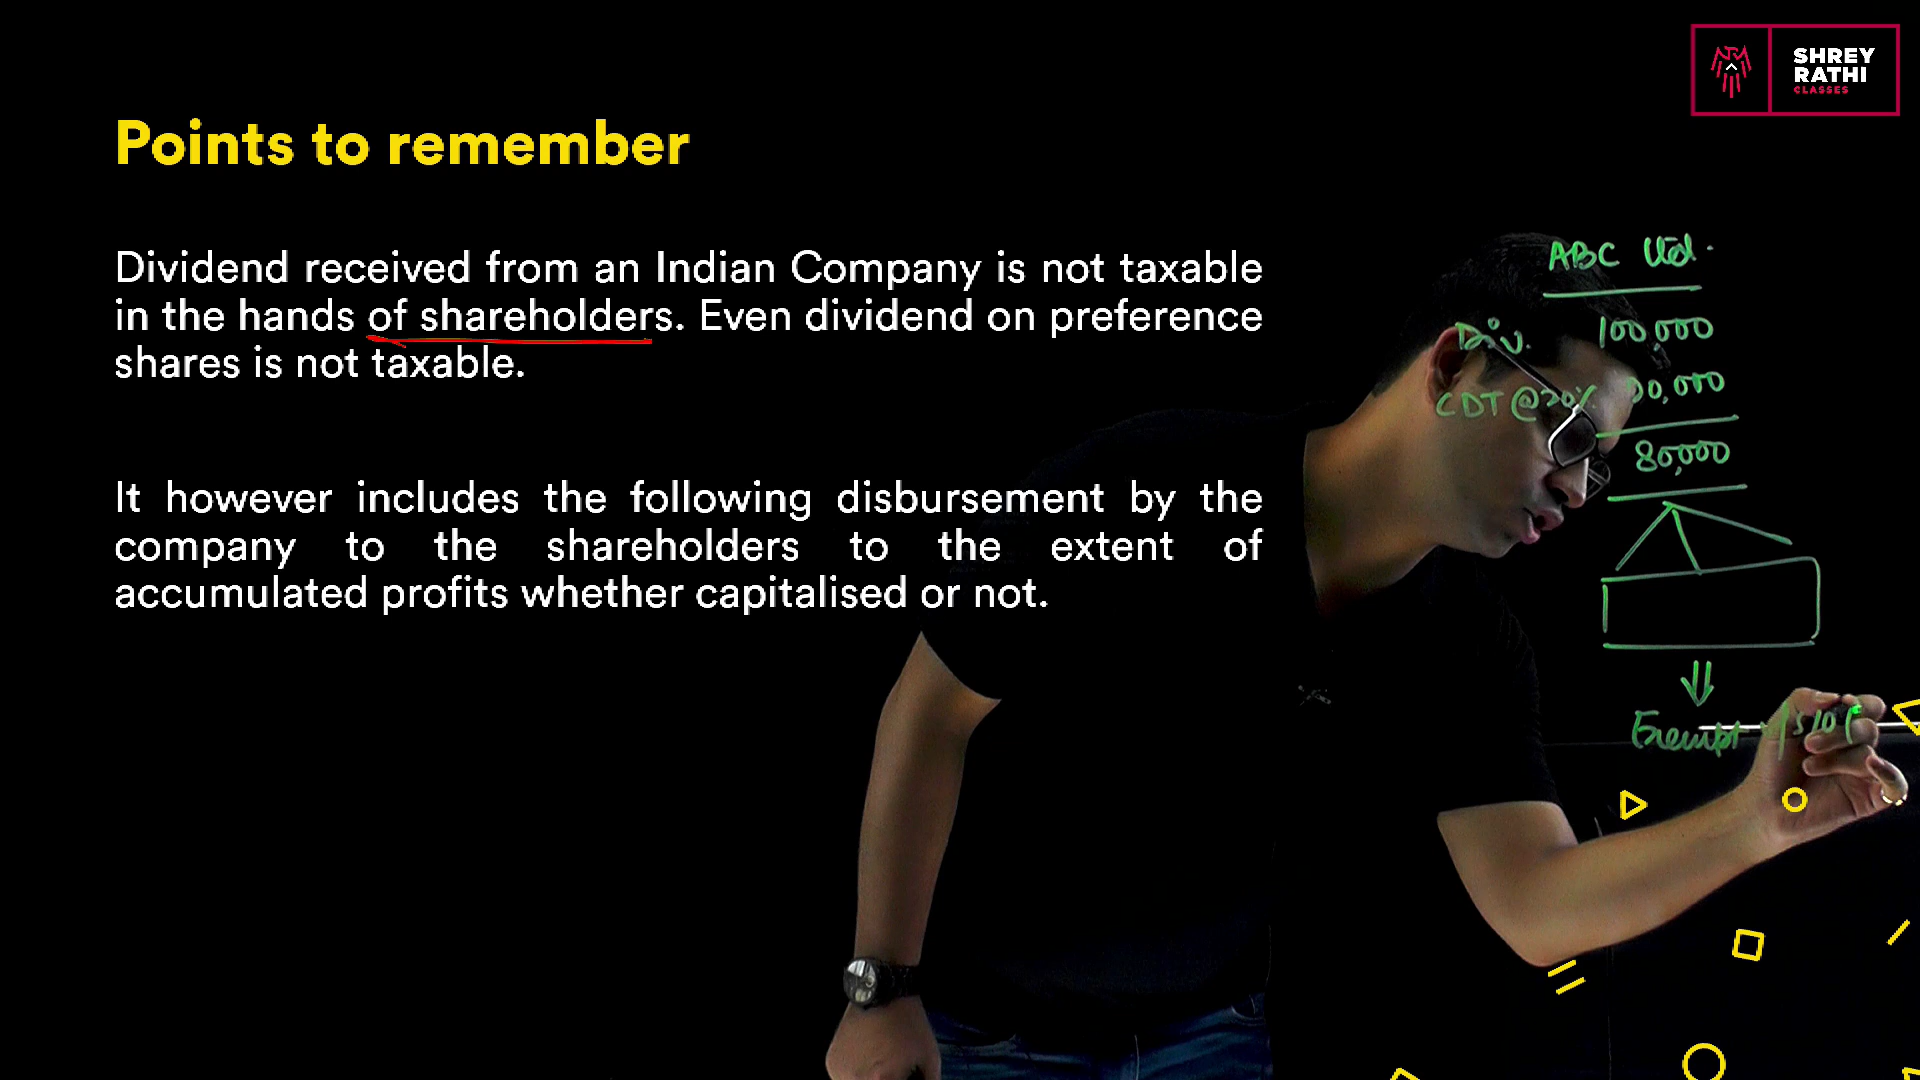 SHREY
RATHI
CLASSES
Points to remember
Dividend received from an Indian Company is not taxable
in the hands of shareholders. Even dividend on preference
shares is not taxable.
It however includes the following disbursement by the
company to the shareholders to the extent of
accumulated profits whether capitalised or not.
ABC Ltd.
Div. 100,000
CDT @ 20%
80,000
Exempt